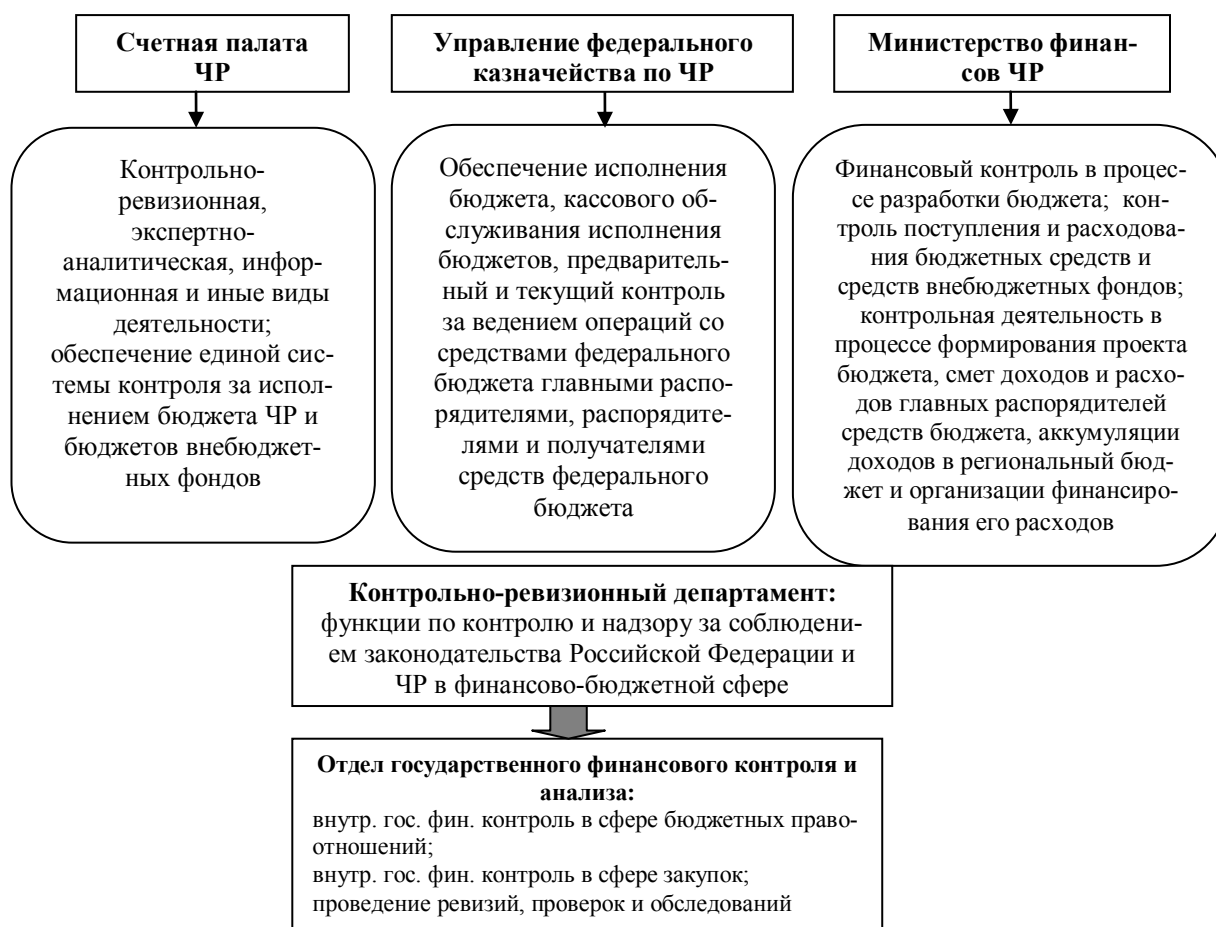 Счетная палата
ЧР
Управление федерального
казначейства по ЧР
Министерство финан-
сов ЧР
Контрольно-
ревизионная,
экспертно-
аналитическая, инфор-
мационная и иные виды
деятельности;
обеспечение единой сис-
темы контроля за испол-
нением бюджета ЧР и
бюджетов внебюджет-
ных фондов
Обеспечение исполнения
бюджета, кассового об-
служивания исполнения
бюджетов, предваритель-
ный и текущий контроль
за ведением операций со
средствами федерального
бюджета главными распо-
рядителями, распорядите-
лями и получателями
средств федерального
бюджета
Финансовый контроль в процес-
се разработки бюджета; кон-
троль поступления и расходова-
ния бюджетных средств и
средств внебюджетных фондов;
контрольная деятельность в
процессе формирования проекта
бюджета, смет доходов и расхо-
дов главных распорядителей
средств бюджета, аккумуляции
доходов в региональный бюд-
жет и организации финансиро-
вания его расходов
Контрольно-ревизионный департамент:
функции по контролю и надзору за соблюдени-
ем законодательства Российской Федерации и
ЧР в финансово-бюджетной сфере
Отдел государственного финансового контроля и
анализа:
внутр. гос. фин. контроль в сфере бюджетных право-
отношений;
внутр. гос. фин. контроль в сфере закупок;
проведение ревизий, проверок и обследований